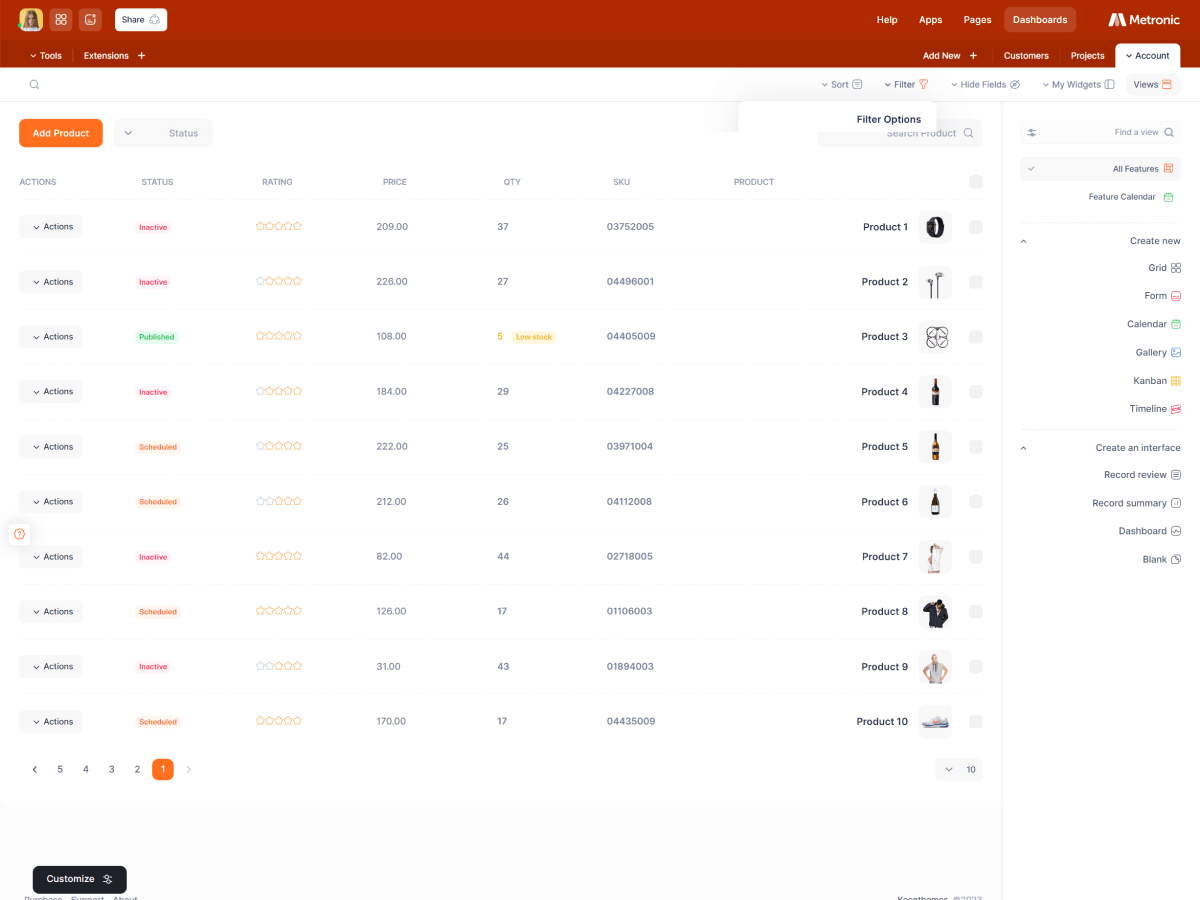 Share
Help Apps Pages Dashboards Metronic
Tools Extensions +
Add New + Customers Projects Account
Sort Filter Hide Fields My Widgets Views
Filter Options
Add Product Status Search Product
ACTIONS STATUS RATING PRICE QTY SKU PRODUCT
Actions Inactive 209.00 37 03752005 Product 1
Actions Inactive 226.00 27 04496001 Product 2
Actions Published 108.00 5 Low stock 04405009 Product 3
Actions Inactive 184.00 29 04227008 Product 4
Actions Scheduled 222.00 25 03971004 Product 5
Actions Scheduled 212.00 26 04112008 Product 6
Actions Inactive 82.00 44 02718005 Product 7
Actions Scheduled 126.00 17 01106003 Product 8
Actions Inactive 31.00 43 01894003 Product 9
Actions Scheduled 170.00 17 04435009 Product 10
5 4 3 2 1 10
Find a view
All Features
Feature Calendar
Create new
Grid
Form
Calendar
Gallery
Kanban
Timeline
Create an interface
Record review
Record summary
Dashboard
Blank
Customize
Purchase Support About
Keenthemes ©2023